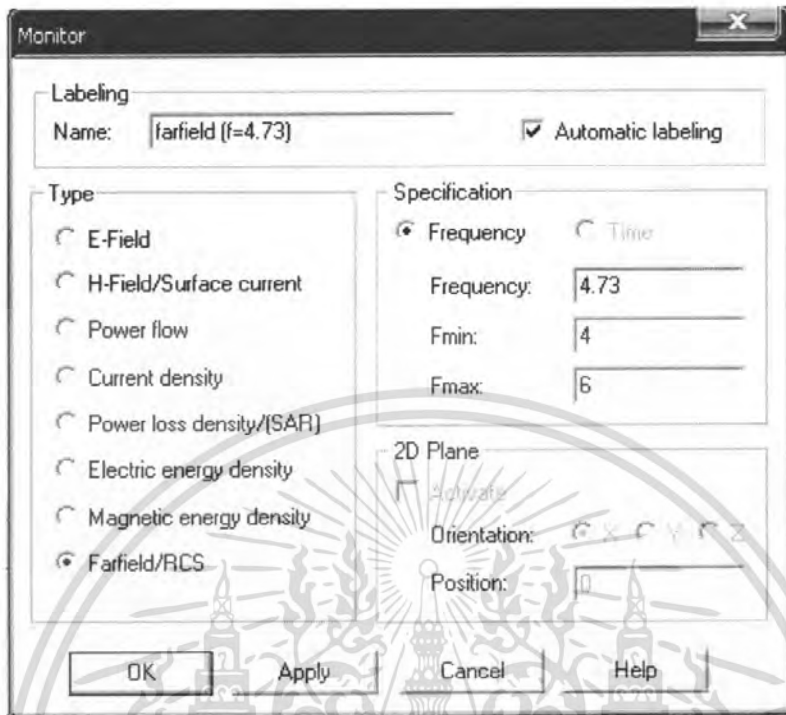 Monitor
Labeling
Name: farfield (f=4.73) Automatic labeling
Type
E-Field
H-Field/Surface current
Power flow
Current density
Power loss density/(SAR)
Electric energy density
Magnetic energy density
Farfield/RCS
Specification
Frequency Time
Frequency: 4.73
Fmin: 4
Fmax: 6
2D Plane
Activate
Orientation: X Y Z
Position: 0
OK Apply Cancel Help